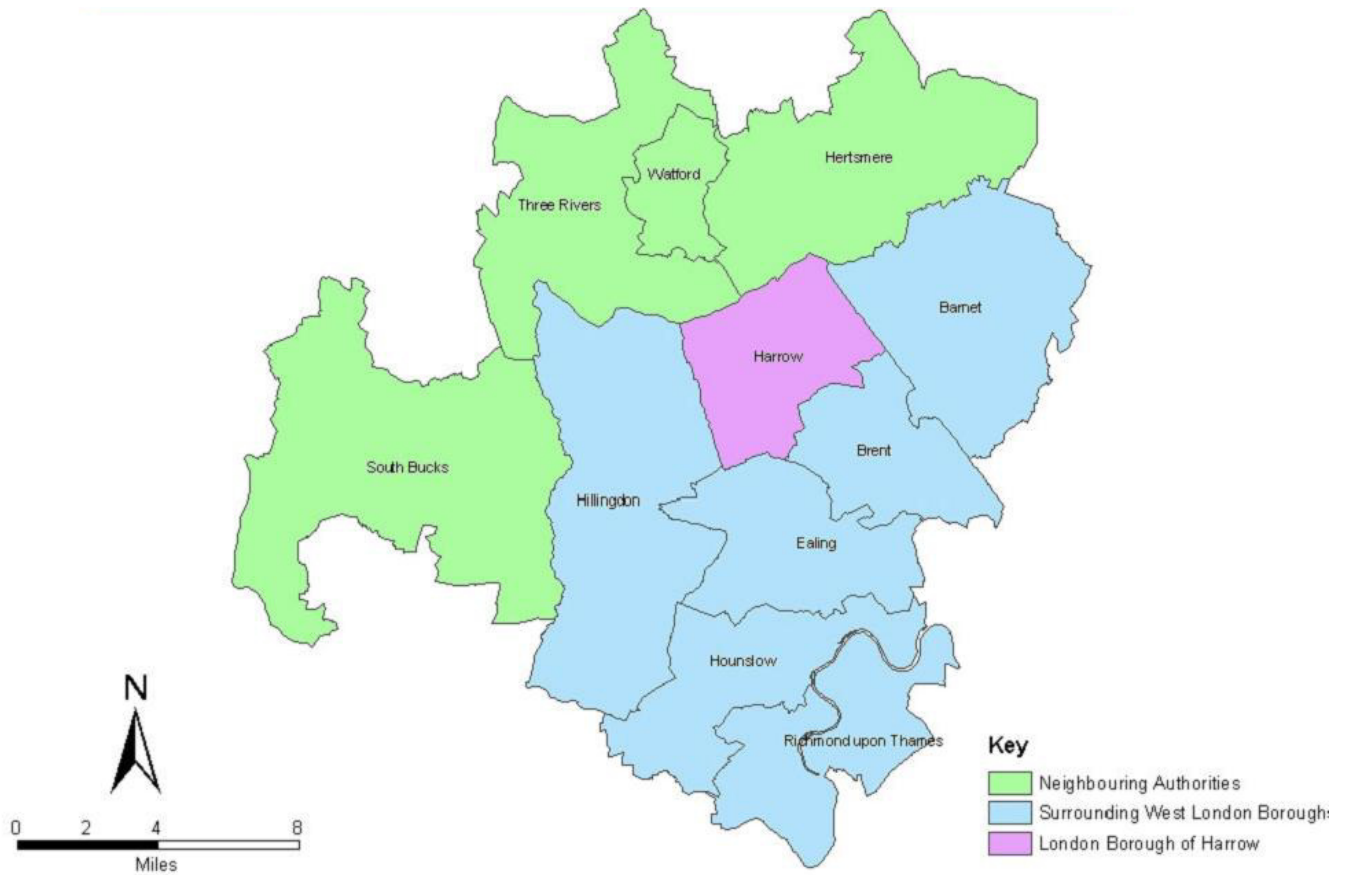 Watford
Hertsmere
Three Rivers
Barnet
Harrow
Brent
South Bucks
Hillingdon
Ealing
Hounslow
Richmond upon Thames
N
0 2 4 8
Miles
Key
Neighbouring Authorities
Surrounding West London Borough
London Borough of Harrow